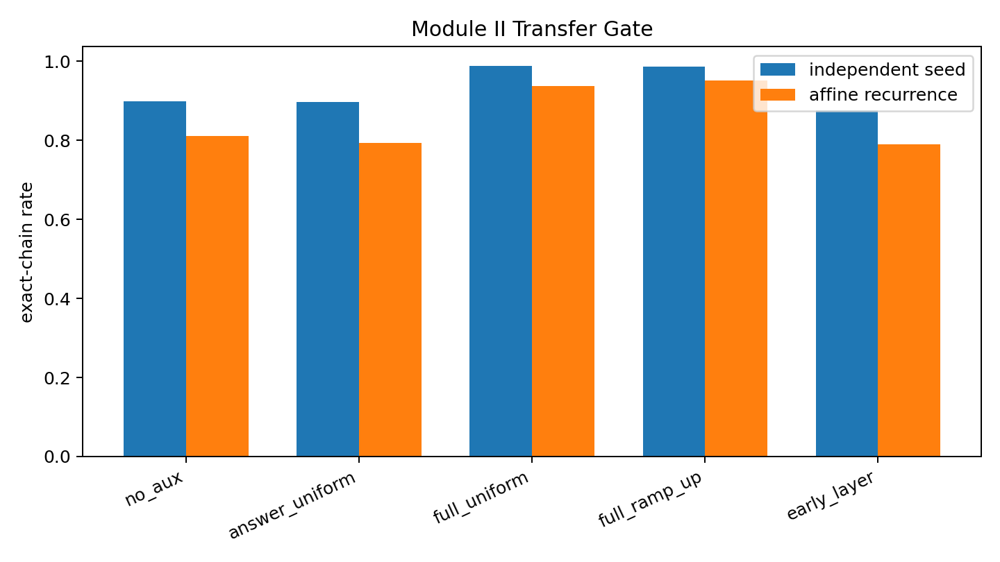 Module II Transfer Gate
independent seed
affine recurrence
exact-chain rate
1.0
0.8
0.6
0.4
0.2
0.0
no_aux
answer_uniform
full_uniform
full_ramp_up
early_layer